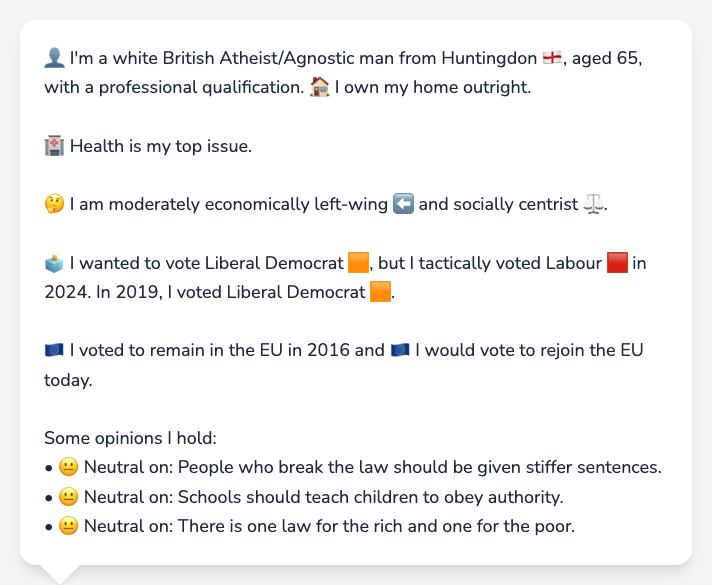 👤 I'm a white British Atheist/Agnostic man from Huntingdon 🏴󠁧󠁢󠁥󠁮󠁧󠁿, aged 65,
with a professional qualification. 🏠 I own my home outright.
🏥 Health is my top issue.
🤔 I am moderately economically left-wing ⬅️ and socially centrist ⚖️.
🗳️ I wanted to vote Liberal Democrat 🟧, but I tactically voted Labour 🟥 in
2024. In 2019, I voted Liberal Democrat 🟧.
🇪🇺 I voted to remain in the EU in 2016 and 🇪🇺 I would vote to rejoin the EU
today.
Some opinions I hold:
• 😐 Neutral on: People who break the law should be given stiffer sentences.
• 😐 Neutral on: Schools should teach children to obey authority.
• 😐 Neutral on: There is one law for the rich and one for the poor.